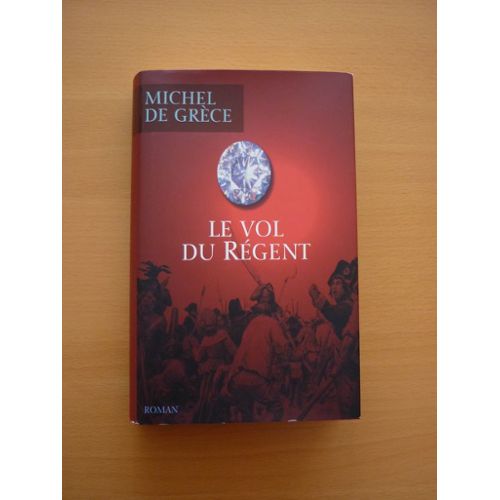 MICHEL
DE GRÈCE
LE VOL
DU RÉGENT
ROMAN